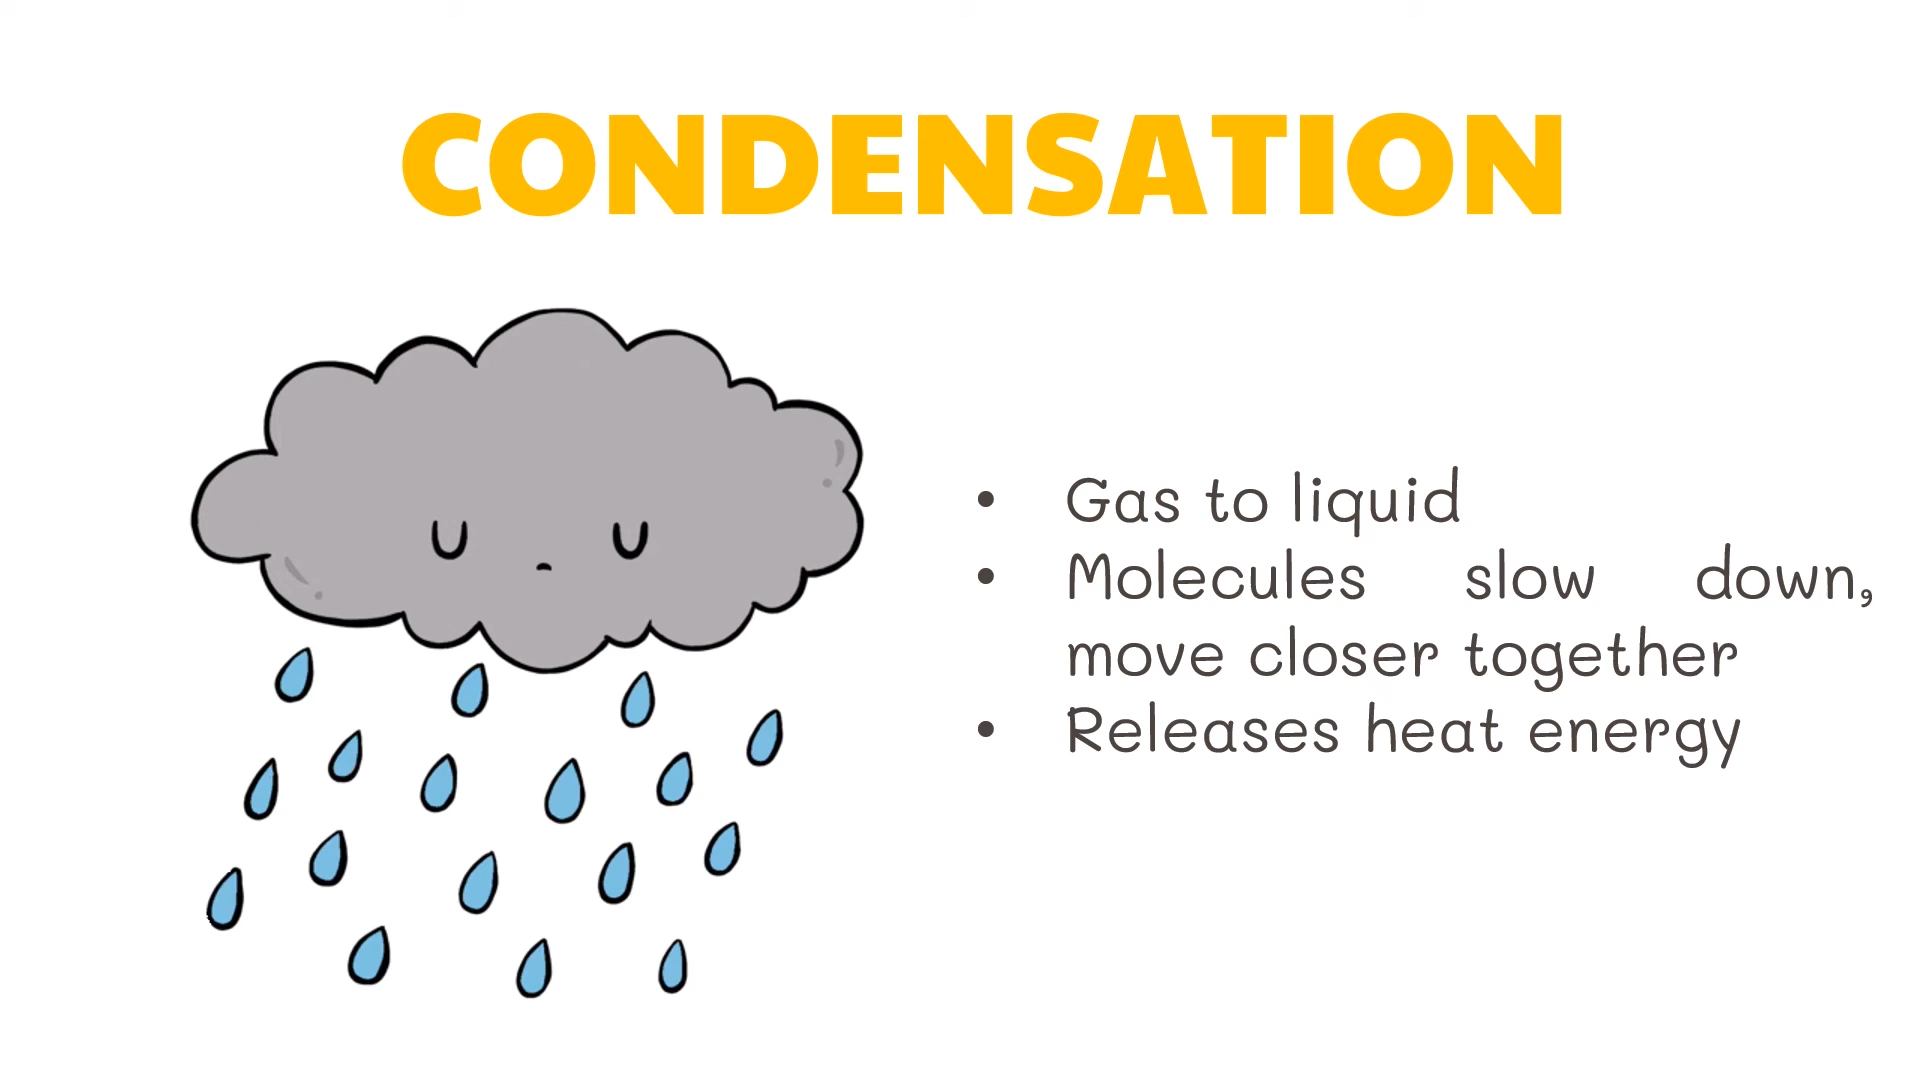 CONDENSATION
• Gas to liquid
• Molecules slow down,
move closer together
• Releases heat energy